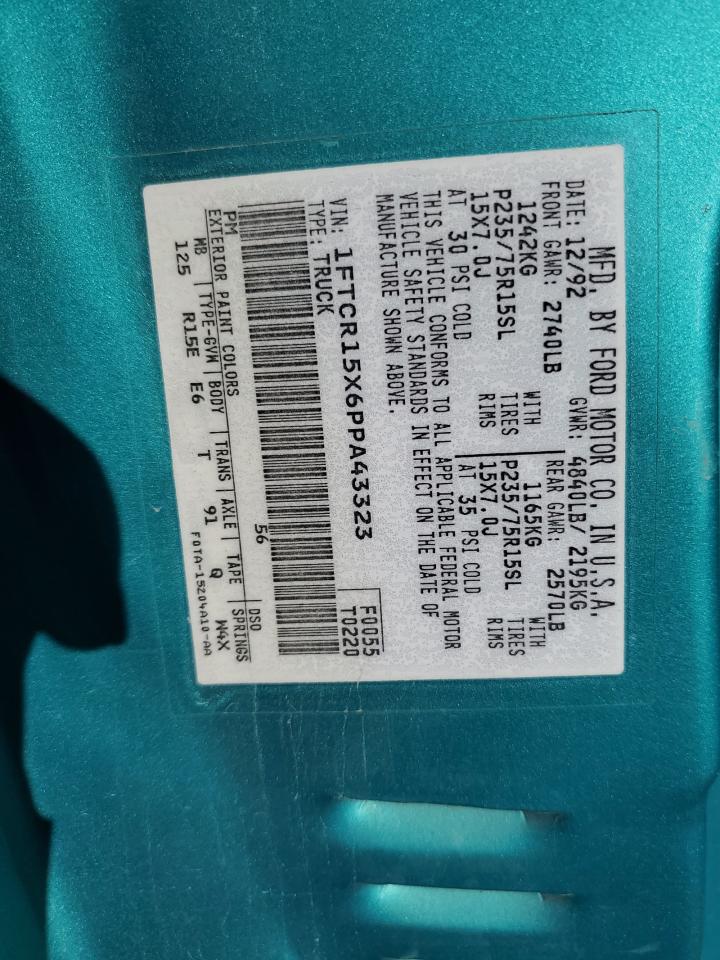 MFD. BY FORD MOTOR CO. IN U.S.A.
DATE: 12/92 GVWR: 4840LB/ 2195KG
FRONT GAWR: 2740LB REAR GAWR: 2570LB
1242KG WITH 1165KG WITH
P235/75R15SL TIRES P235/75R15SL TIRES
15X7.0J RIMS 15X7.0J RIMS
AT 30 PSI COLD AT 35 PSI COLD
THIS VEHICLE CONFORMS TO ALL APPLICABLE FEDERAL MOTOR
VEHICLE SAFETY STANDARDS IN EFFECT ON THE DATE OF
MANUFACTURE SHOWN ABOVE.
F0055
VIN: 1FTCR15X6PPA43323 T0220
TYPE: TRUCK
56
PM DSO
EXTERIOR PAINT COLORS
WB TYPE-GVW BODY TRANS AXLE TAPE SPRINGS
125 R15E E6 T 91 Q W4X
F0TA-15204A10-AA